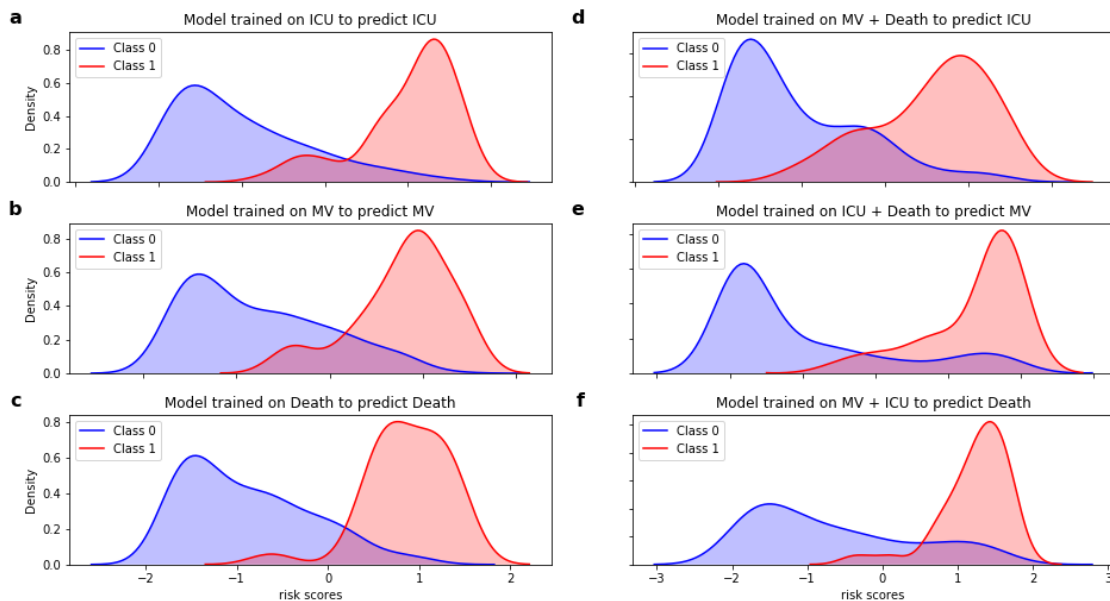 a
Model trained on ICU to predict ICU
Class 0
Class 1
Density
0.8
0.6
0.4
0.2
0.0
b
Model trained on MV to predict MV
Class 0
Class 1
Density
0.8
0.6
0.4
0.2
0.0
c
Model trained on Death to predict Death
Class 0
Class 1
Density
0.8
0.6
0.4
0.2
0.0
−2 −1 0 1 2
risk scores
d
Model trained on MV + Death to predict ICU
Class 0
Class 1
e
Model trained on ICU + Death to predict MV
Class 0
Class 1
f
Model trained on MV + ICU to predict Death
Class 0
Class 1
−3 −2 −1 0 1 2 3
risk scores